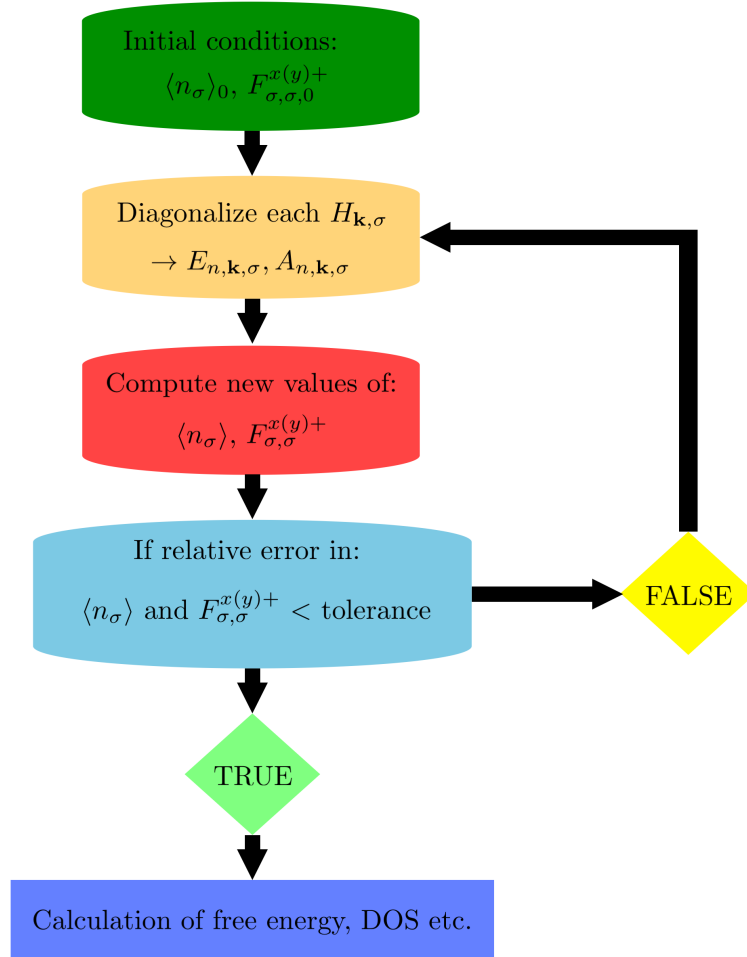 Initial conditions:
⟨n_σ⟩_0, F^{x(y)+}_{σ,σ,0}
Diagonalize each H_{𝐤,σ}
→ E_{n,𝐤,σ}, A_{n,𝐤,σ}
Compute new values of:
⟨n_σ⟩, F^{x(y)+}_{σ,σ}
If relative error in:
⟨n_σ⟩ and F^{x(y)+}_{σ,σ} < tolerance
FALSE
TRUE
Calculation of free energy, DOS etc.